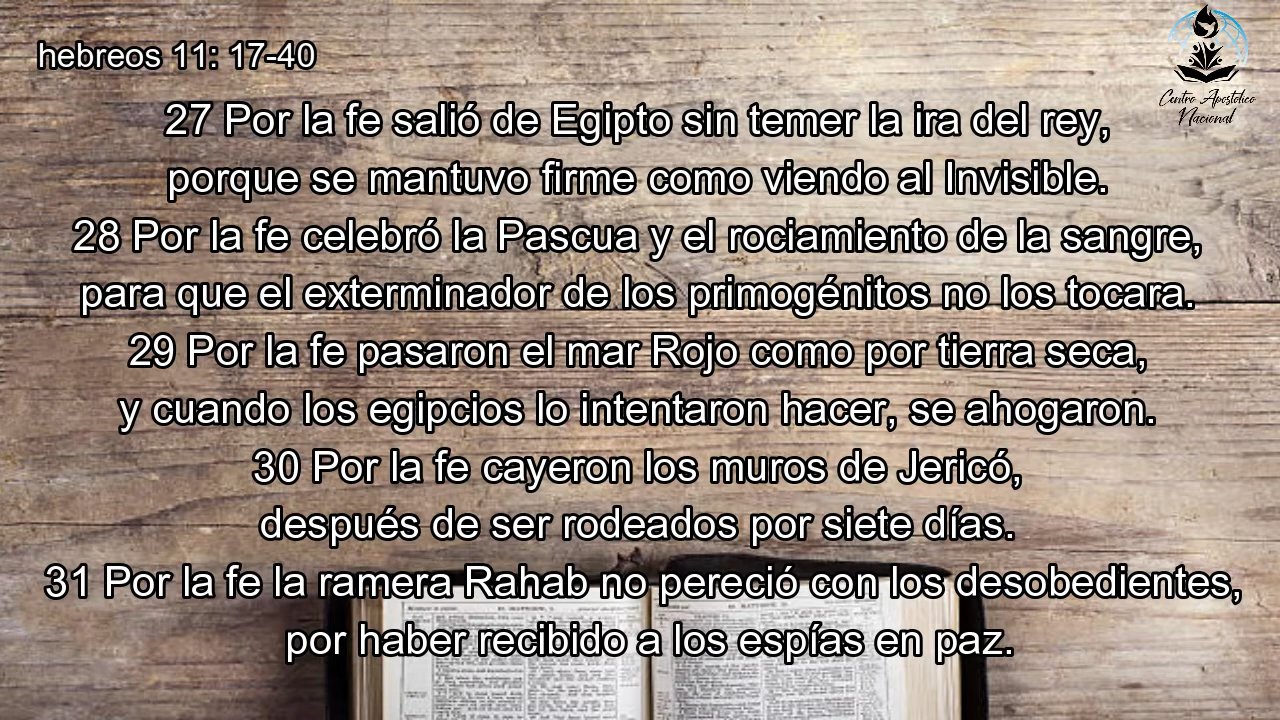 hebreos 11: 17-40
Centro Apostólico
Nacional
27 Por la fe salió de Egipto sin temer la ira del rey,
porque se mantuvo firme como viendo al Invisible.
28 Por la fe celebró la Pascua y el rociamiento de la sangre,
para que el exterminador de los primogénitos no los tocara.
29 Por la fe pasaron el mar Rojo como por tierra seca,
y cuando los egipcios lo intentaron hacer, se ahogaron.
30 Por la fe cayeron los muros de Jericó,
después de ser rodeados por siete días.
31 Por la fe la ramera Rahab no pereció con los desobedientes,
por haber recibido a los espías en paz.